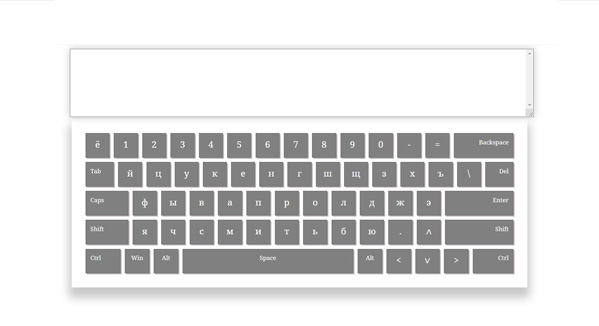 ё 1 2 3 4 5 6 7 8 9 0 - = Backspace
Tab й ц у к е н г ш щ з х ъ \ Del
Caps ф ы в а п р о л д ж э Enter
Shift я ч с м и т ь б ю . ʌ Shift
Ctrl Win Alt Space Alt < v > Ctrl